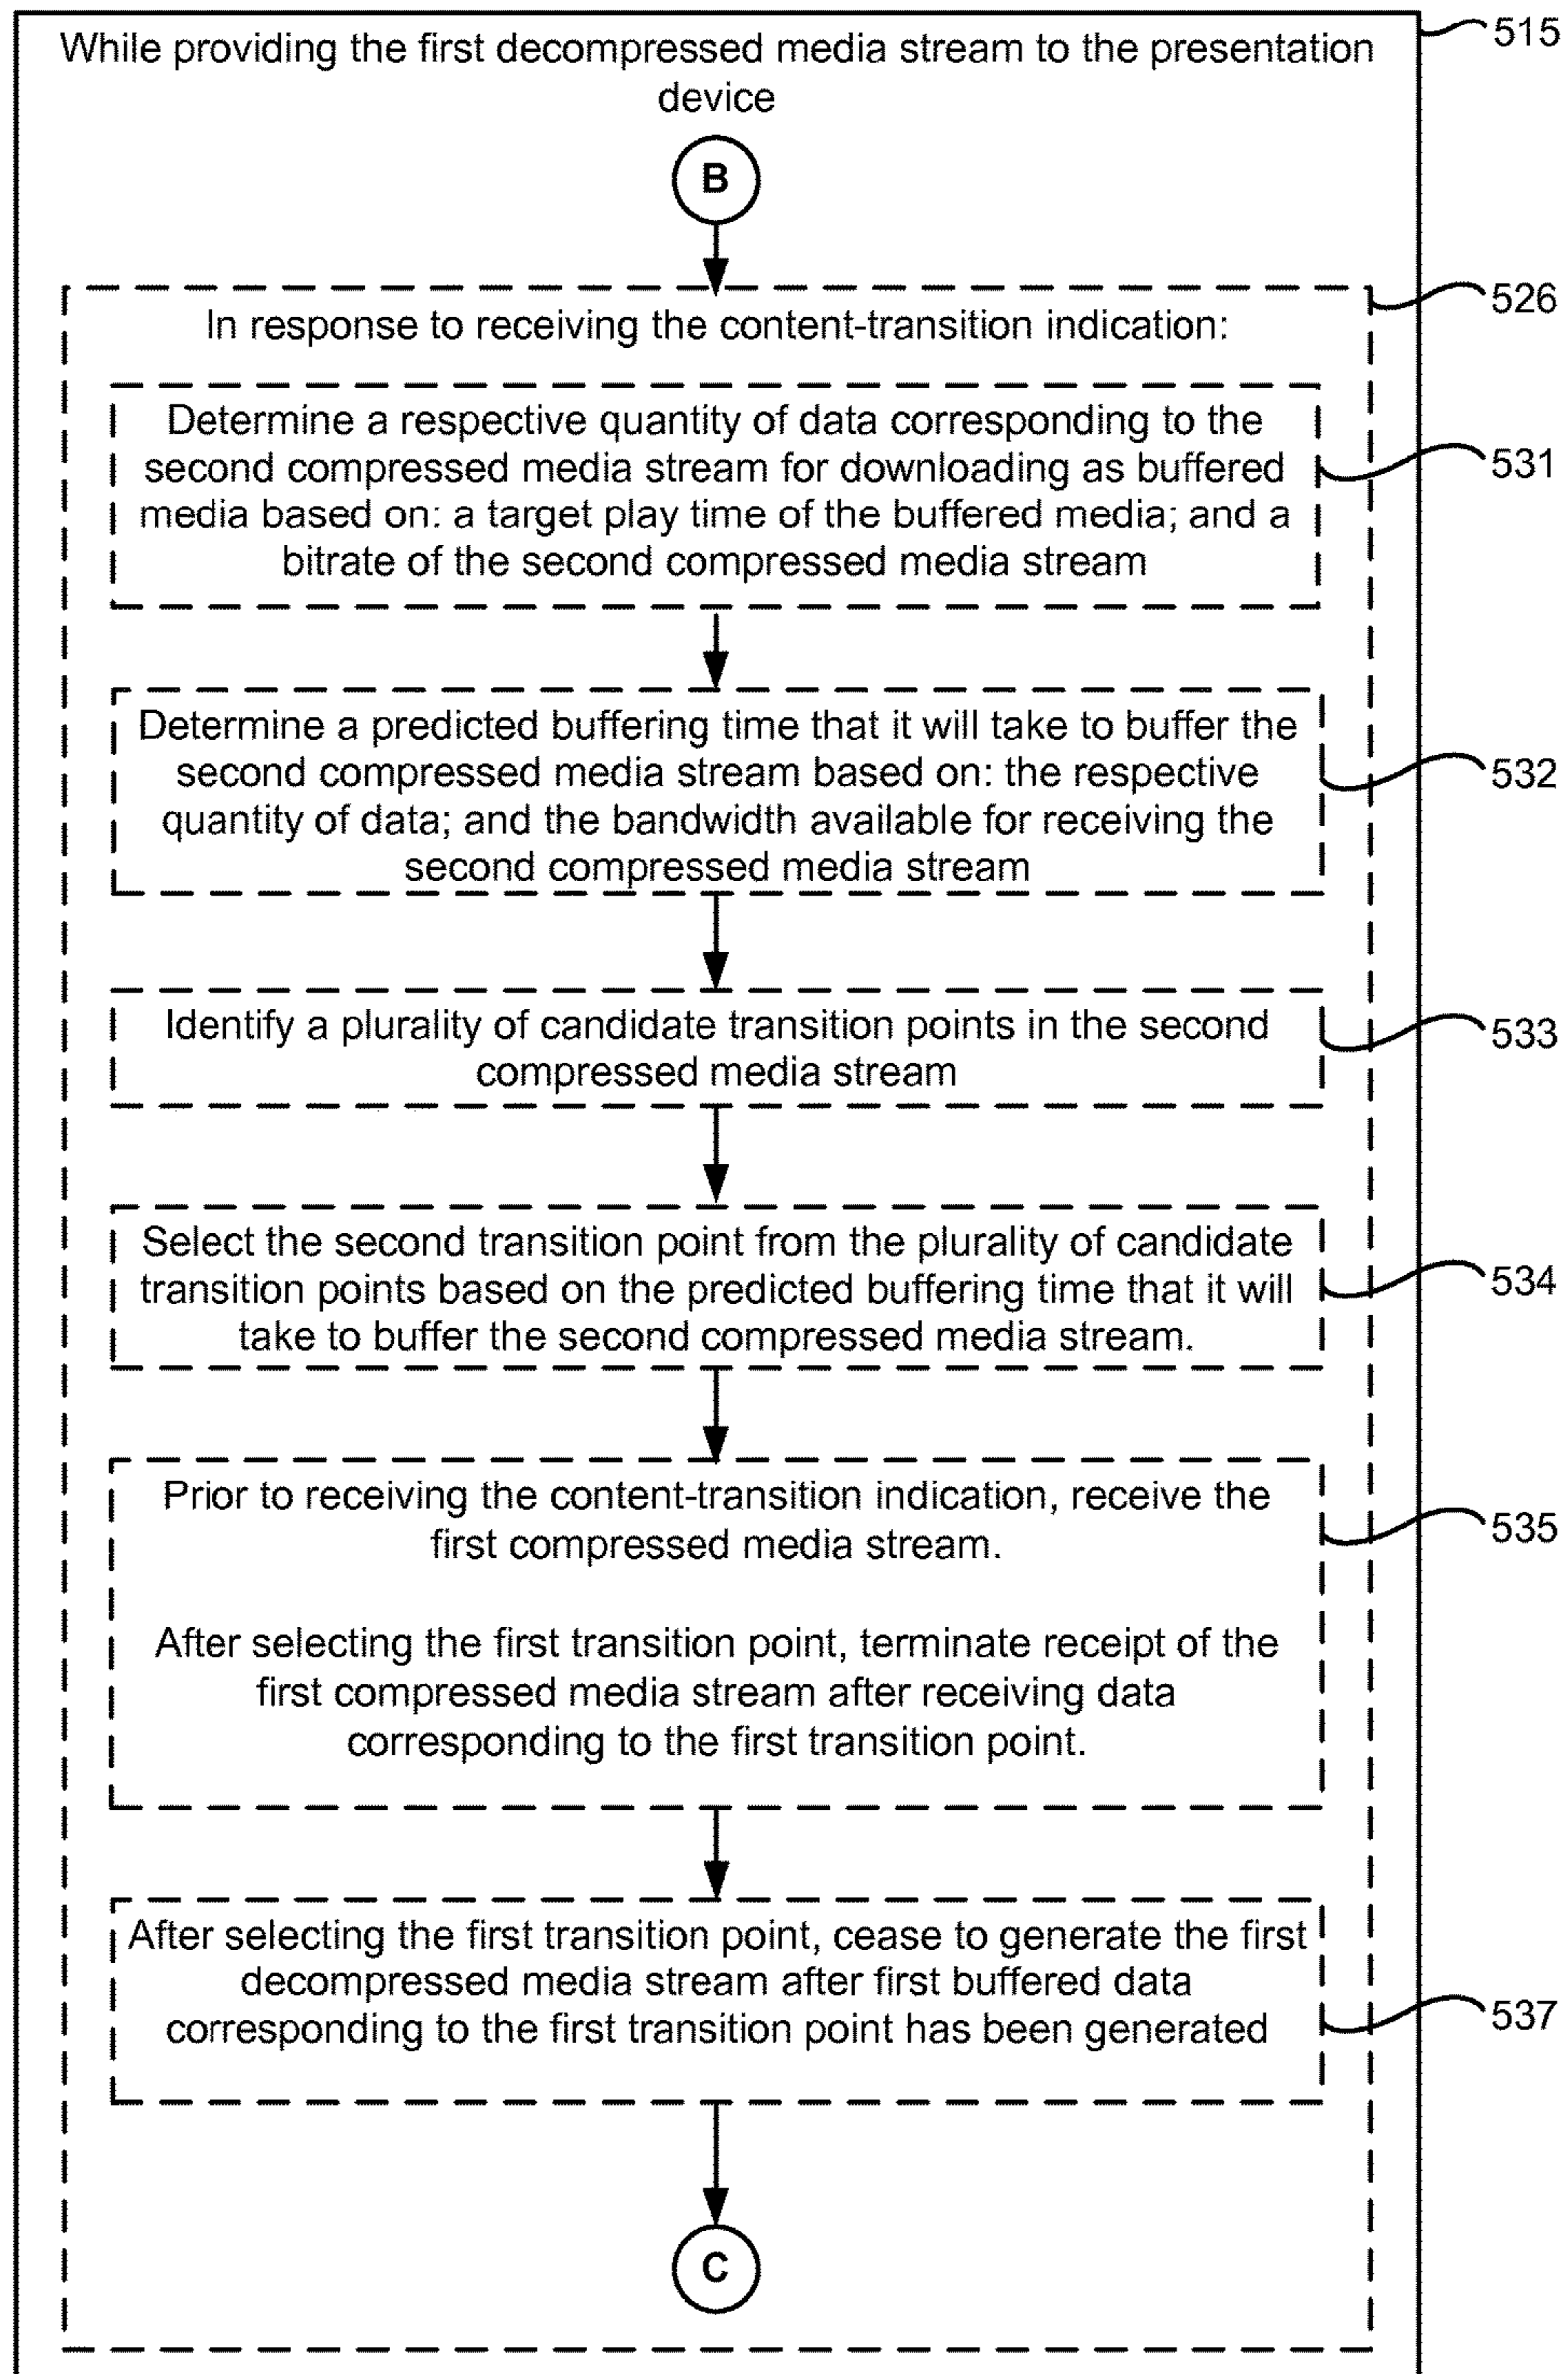 While providing the first decompressed media stream to the presentation
device
515
B
526
In response to receiving the content-transition indication:
Determine a respective quantity of data corresponding to the
second compressed media stream for downloading as buffered
media based on: a target play time of the buffered media; and a
bitrate of the second compressed media stream
531
Determine a predicted buffering time that it will take to buffer the
second compressed media stream based on: the respective
quantity of data; and the bandwidth available for receiving the
second compressed media stream
532
Identify a plurality of candidate transition points in the second
compressed media stream
533
Select the second transition point from the plurality of candidate
transition points based on the predicted buffering time that it will
take to buffer the second compressed media stream.
534
Prior to receiving the content-transition indication, receive the
first compressed media stream.
535
After selecting the first transition point, terminate receipt of the
first compressed media stream after receiving data
corresponding to the first transition point.
After selecting the first transition point, cease to generate the first
decompressed media stream after first buffered data
corresponding to the first transition point has been generated
537
C